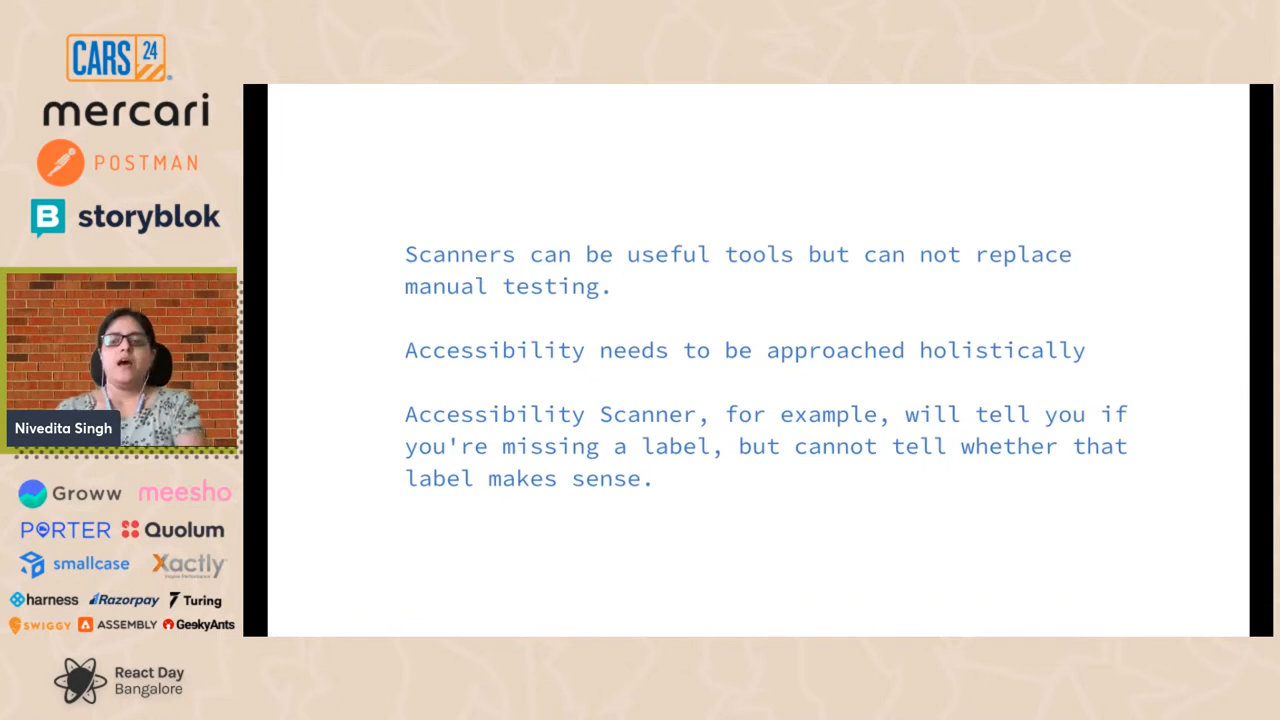 CARS 24
mercari
POSTMAN
storyblok
Nivedita Singh
Groww
meesho
PORTER
Quolum
smallcase
Xactly
harness
Razorpay
Turing
SWIGGY
ASSEMBLY
GeekyAnts
React Day
Bangalore
Scanners can be useful tools but can not replace
manual testing.
Accessibility needs to be approached holistically
Accessibility Scanner, for example, will tell you if
you're missing a label, but cannot tell whether that
label makes sense.